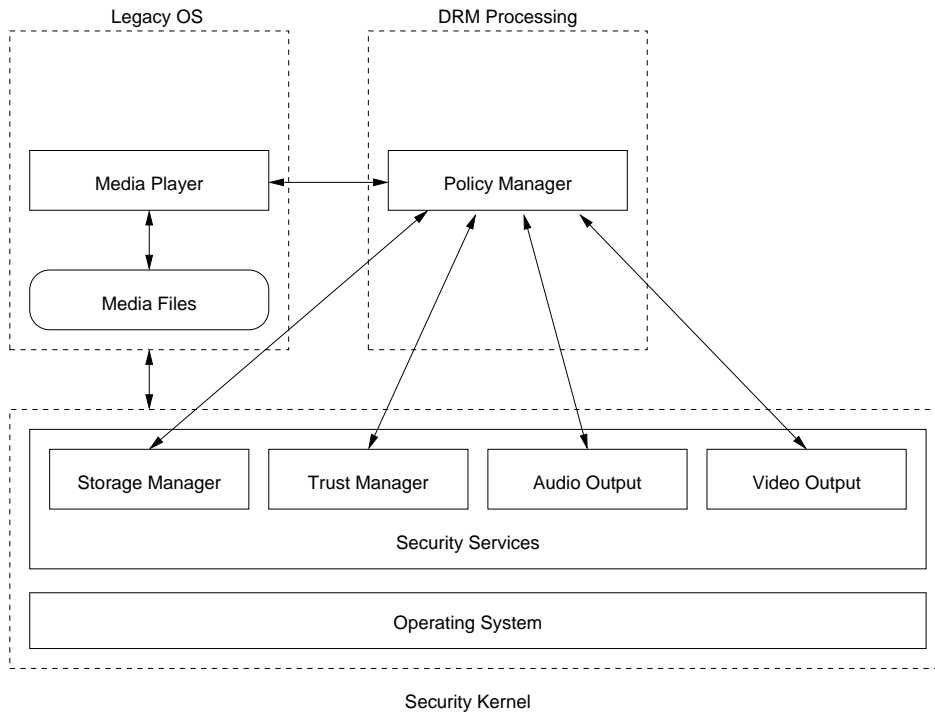 Legacy OS
DRM Processing
Media Player
Policy Manager
Media Files
Storage Manager
Trust Manager
Audio Output
Video Output
Security Services
Operating System
Security Kernel